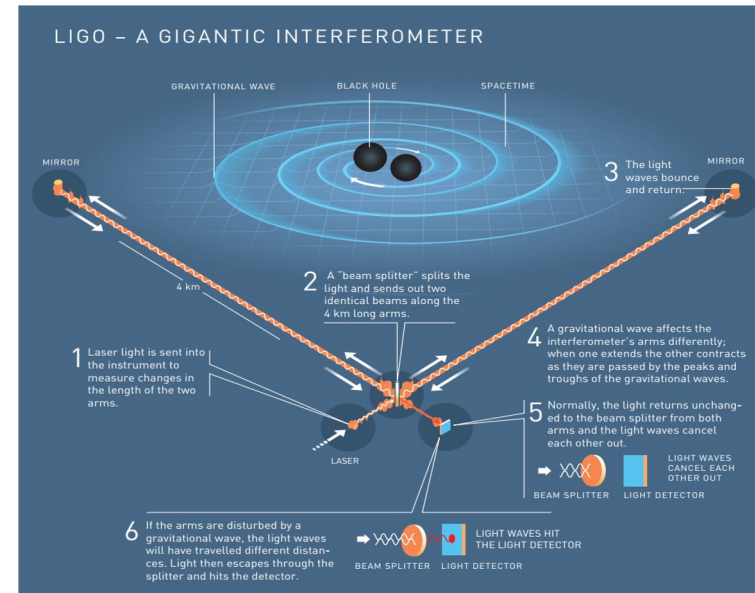 LIGO – A GIGANTIC INTERFEROMETER
GRAVITATIONAL WAVE
BLACK HOLE
SPACETIME
MIRROR
3 The light
waves bounce
and return.
MIRROR
4 km
2 A "beam splitter" splits the
light and sends out two
identical beams along the
4 km long arms.
1 Laser light is sent into
the instrument to
measure changes in
the length of the two
arms.
4 A gravitational wave affects the
interferometer's arms differently;
when one extends the other contracts
as they are passed by the peaks and
troughs of the gravitational waves.
5 Normally, the light returns unchang-
ed to the beam splitter from both
arms and the light waves cancel
each other out.
LASER
LIGHT WAVES
CANCEL EACH
OTHER OUT
BEAM SPLITTER
LIGHT DETECTOR
6 If the arms are disturbed by a
gravitational wave, the light waves
will have travelled different distan-
ces. Light then escapes through the
splitter and hits the detector.
LIGHT WAVES HIT
THE LIGHT DETECTOR
BEAM SPLITTER
LIGHT DETECTOR